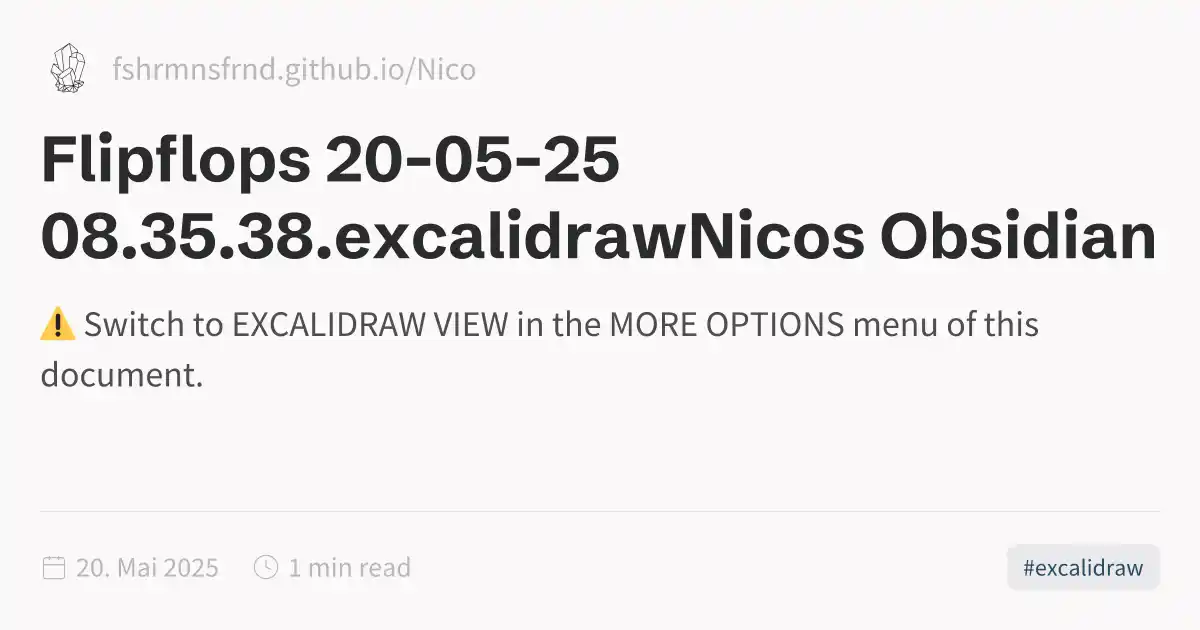 fshrmnsfrnd.github.io/Nico
Flipflops 20-05-25
08.35.38.excalidrawNicos Obsidian
⚠️ Switch to EXCALIDRAW VIEW in the MORE OPTIONS menu of this
document.
20. Mai 2025
1 min read
#excalidraw